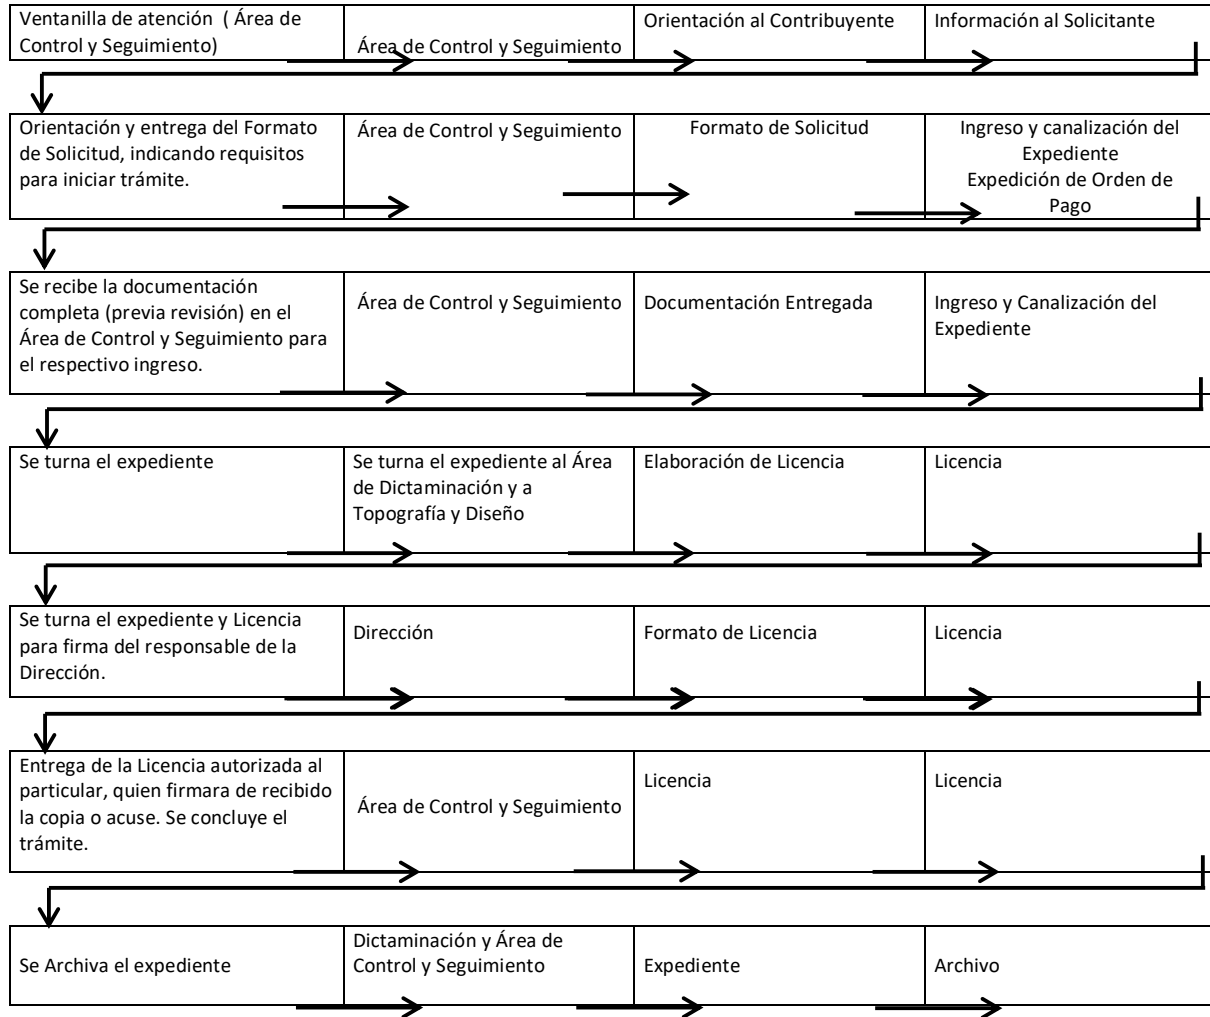 Ventanilla de atención  ( Área de
Control y Seguimiento)
Área de Control y Seguimiento
Orientación al Contribuyente
Información al Solicitante
Orientación y entrega del Formato
de Solicitud, indicando requisitos
para iniciar trámite.
Área de Control y Seguimiento
Formato de Solicitud
Ingreso y canalización del
Expediente
Expedición de Orden de
Pago
Se recibe la documentación
completa (previa revisión) en el
Área de Control y Seguimiento para
el respectivo ingreso.
Área de Control y Seguimiento
Documentación Entregada
Ingreso y Canalización del
Expediente
Se turna el expediente
Se turna el expediente al Área
de Dictaminación y a
Topografía y Diseño
Elaboración de Licencia
Licencia
Se turna el expediente y Licencia
para firma del responsable de la
Dirección.
Dirección
Formato de Licencia
Licencia
Entrega de la Licencia autorizada al
particular, quien firmara de recibido
la copia o acuse. Se concluye el
trámite.
Área de Control y Seguimiento
Licencia
Licencia
Se Archiva el expediente
Dictaminación y Área de
Control y Seguimiento
Expediente
Archivo